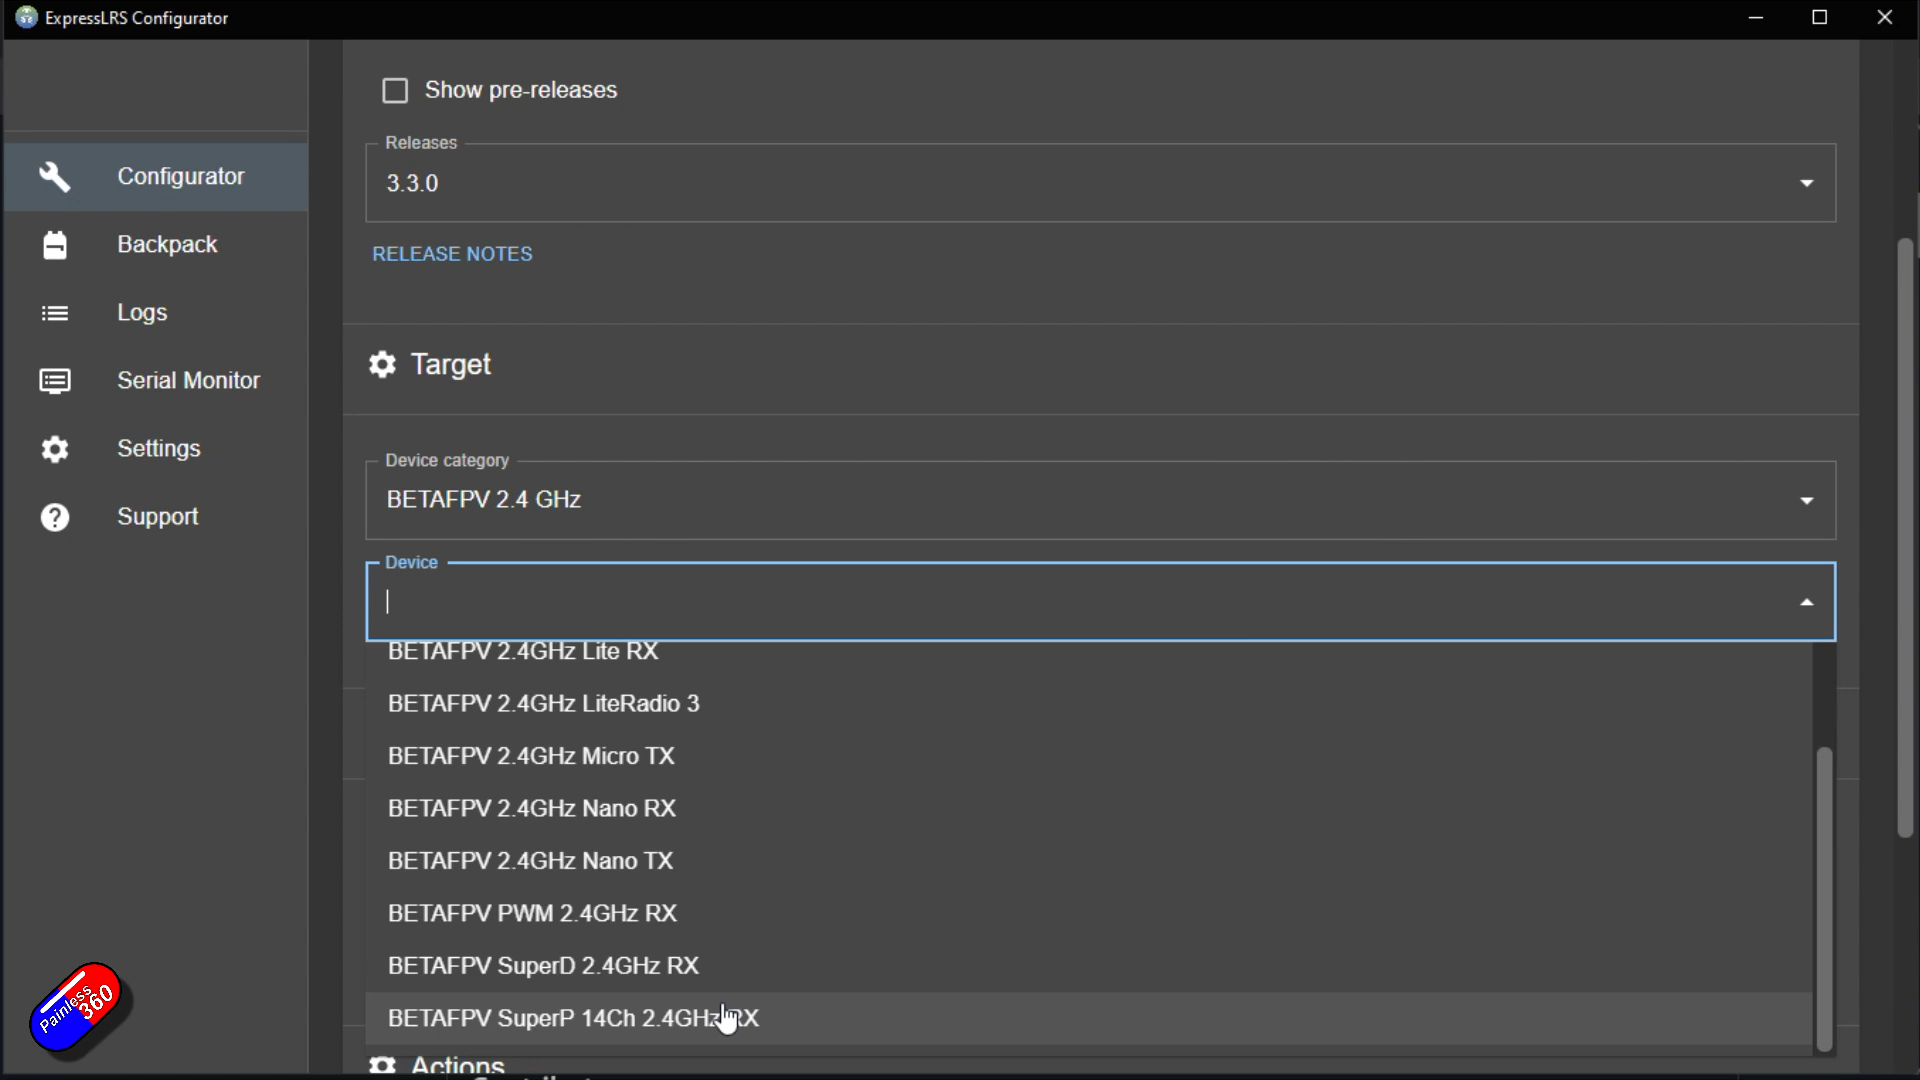 ExpressLRS Configurator
Show pre-releases
Releases
3.3.0
RELEASE NOTES
Configurator
Backpack
Logs
Serial Monitor
Settings
Support
Target
Device category
BETAFPV 2.4 GHz
Device
BETAFPV 2.4GHz Lite RX
BETAFPV 2.4GHz LiteRadio 3
BETAFPV 2.4GHz Micro TX
BETAFPV 2.4GHz Nano RX
BETAFPV 2.4GHz Nano TX
BETAFPV PWM 2.4GHz RX
BETAFPV SuperD 2.4GHz RX
BETAFPV SuperP 14Ch 2.4GHz RX
Actions
Painless
360